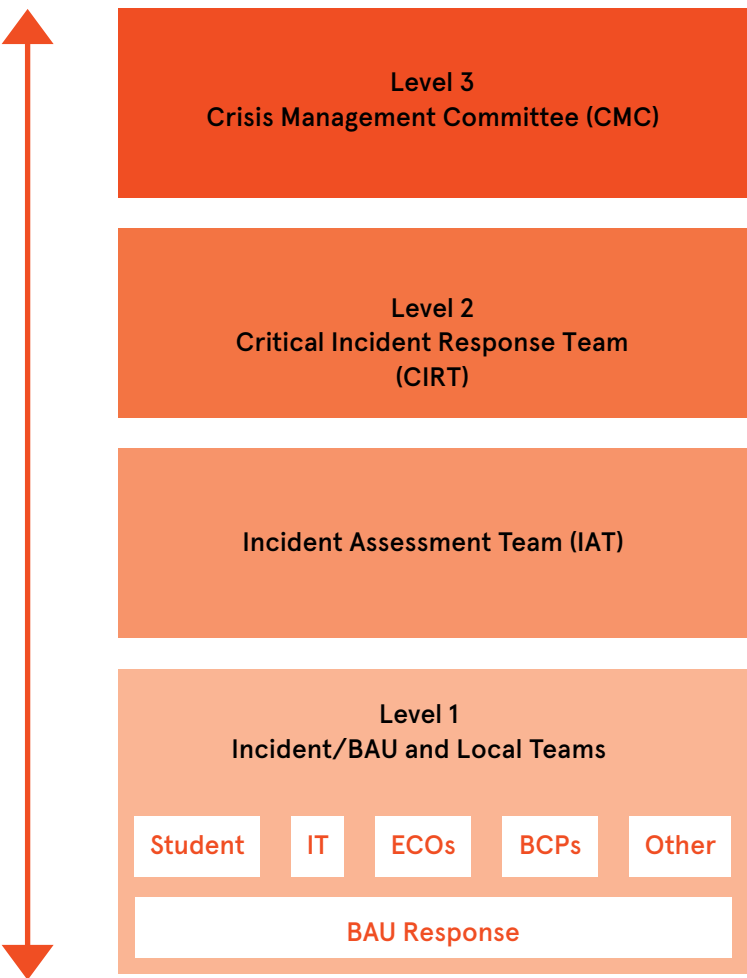 Level 3
Crisis Management Committee (CMC)
Level 2
Critical Incident Response Team
(CIRT)
Incident Assessment Team (IAT)
Level 1
Incident/BAU and Local Teams
Student IT ECOs BCPs Other
BAU Response